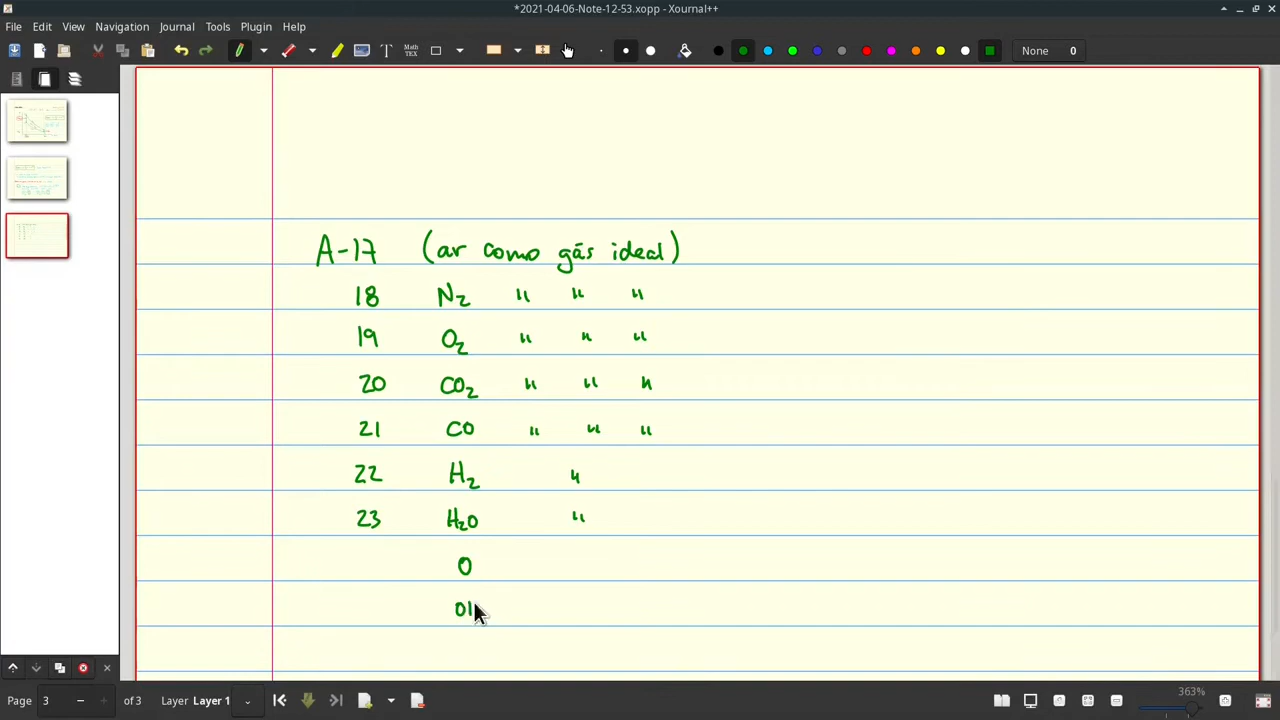 *2021-04-06-Note-12-53.xopp - Xournal++
File Edit View Navigation Journal Tools Plugin Help
T MATH TEX None 0
A-17 (ar como gás ideal)
18 N₂ " " "
19 O₂ " " "
20 CO₂ " " "
21 CO " " "
22 H₂ "
23 H₂O "
O
Page 3 of 3 Layer Layer 1 363%